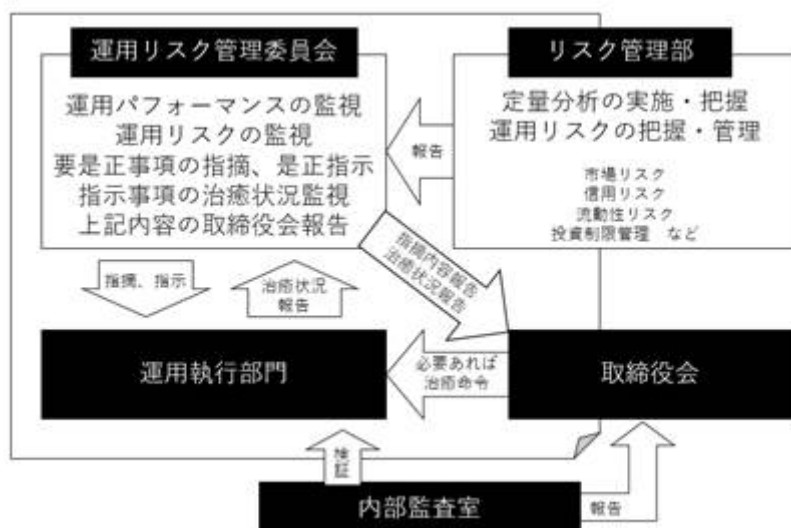 運用リスク管理委員会
運用パフォーマンスの監視
運用リスクの監視
要是正事項の指摘、是正指示
指示事項の治癒状況監視
上記内容の取締役会報告
リスク管理部
定量分析の実施・把握
運用リスクの把握・管理
市場リスク
信用リスク
流動性リスク
投資制限管理 など
報告
指摘内容報告
治癒状況報告
指摘、指示
治癒状況
報告
運用執行部門
必要あれば
治癒命令
取締役会
検証
内部監査室
報告